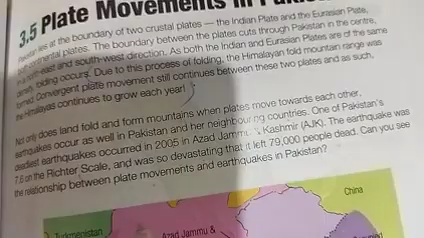 3.5 Plate Movements in
lies at the boundary of two crustal plates — the Indian Plate and the Eurasian Plate,
continental plates. The boundary between the plates cuts through Pakistan in the centre,
north-east and south-west direction. As both the Indian and Eurasian Plates are of the same
density, folding occurs. Due to this process of folding, the Himalayan fold mountain range was
formed. Convergent plate movement still continues between these two plates and as such,
the Himalayas continues to grow each year!
Not only does land fold and form mountains when plates move towards each other,
earthquakes occur as well in Pakistan and her neighbouring countries. One of Pakistan's
deadliest earthquakes occurred in 2005 in Azad Jammu & Kashmir (AJK). The earthquake was
7.6 on the Richter Scale, and was so devastating that it left 79,000 people dead. Can you see
the relationship between plate movements and earthquakes in Pakistan?
China
Turkmenistan
Azad Jammu &